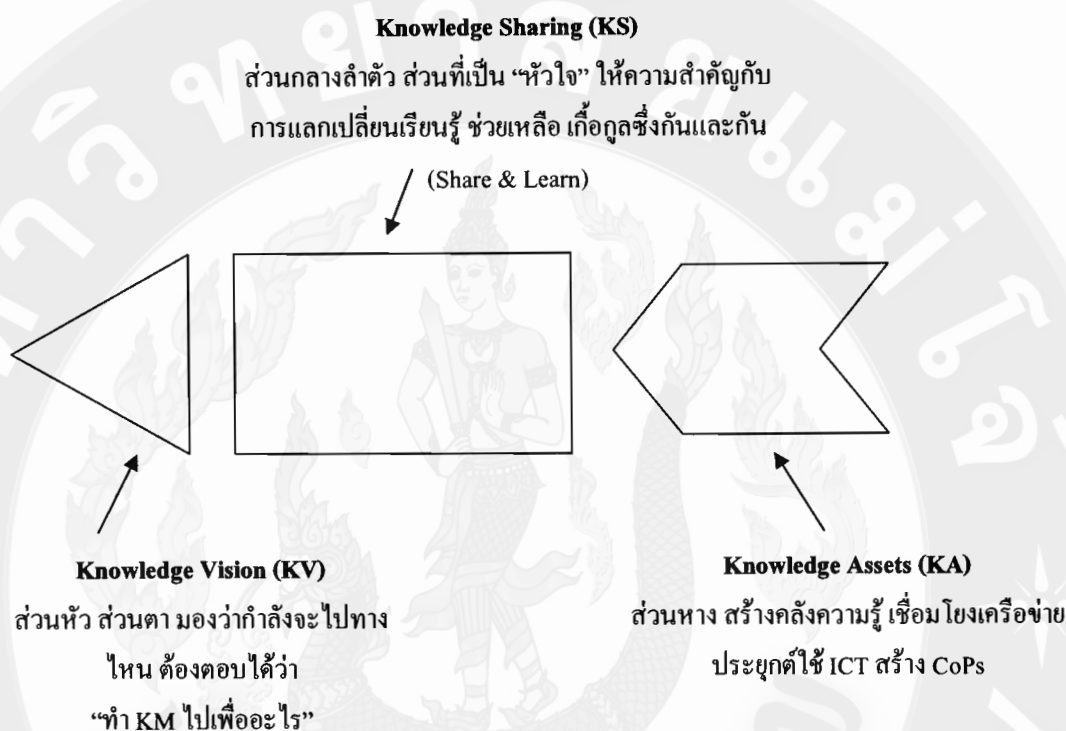 Knowledge Sharing (KS)
ส่วนกลางลำตัว ส่วนที่เป็น “หัวใจ” ให้ความสำคัญกับ
การแลกเปลี่ยนเรียนรู้ ช่วยเหลือ เกื้อกูลซึ่งกันและกัน
(Share & Learn)
Knowledge Vision (KV)
ส่วนหัว ส่วนตา มองว่ากำลังจะไปทาง
ไหน ต้องตอบได้ว่า
“ทำ KM ไปเพื่ออะไร”
Knowledge Assets (KA)
ส่วนหาง สร้างคลังความรู้ เชื่อมโยงเครือข่าย
ประยุกต์ใช้ ICT สร้าง CoPs